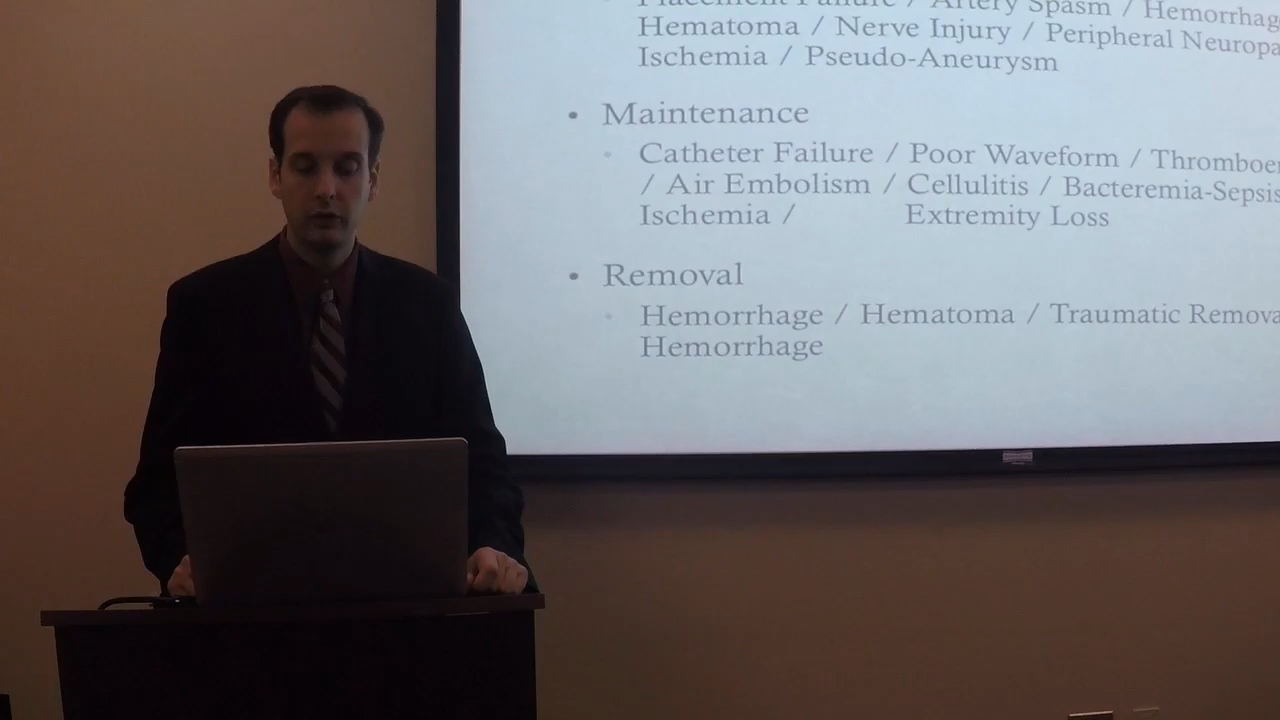 Placement Failure / Artery Spasm / Hemorrhag
Hematoma / Nerve Injury / Peripheral Neuropa
Ischemia / Pseudo-Aneurysm
• Maintenance
Catheter Failure / Poor Waveform / Thromboe
/ Air Embolism / Cellulitis / Bacteremia-Sepsis
Ischemia / Extremity Loss
• Removal
Hemorrhage / Hematoma / Traumatic Remova
Hemorrhage